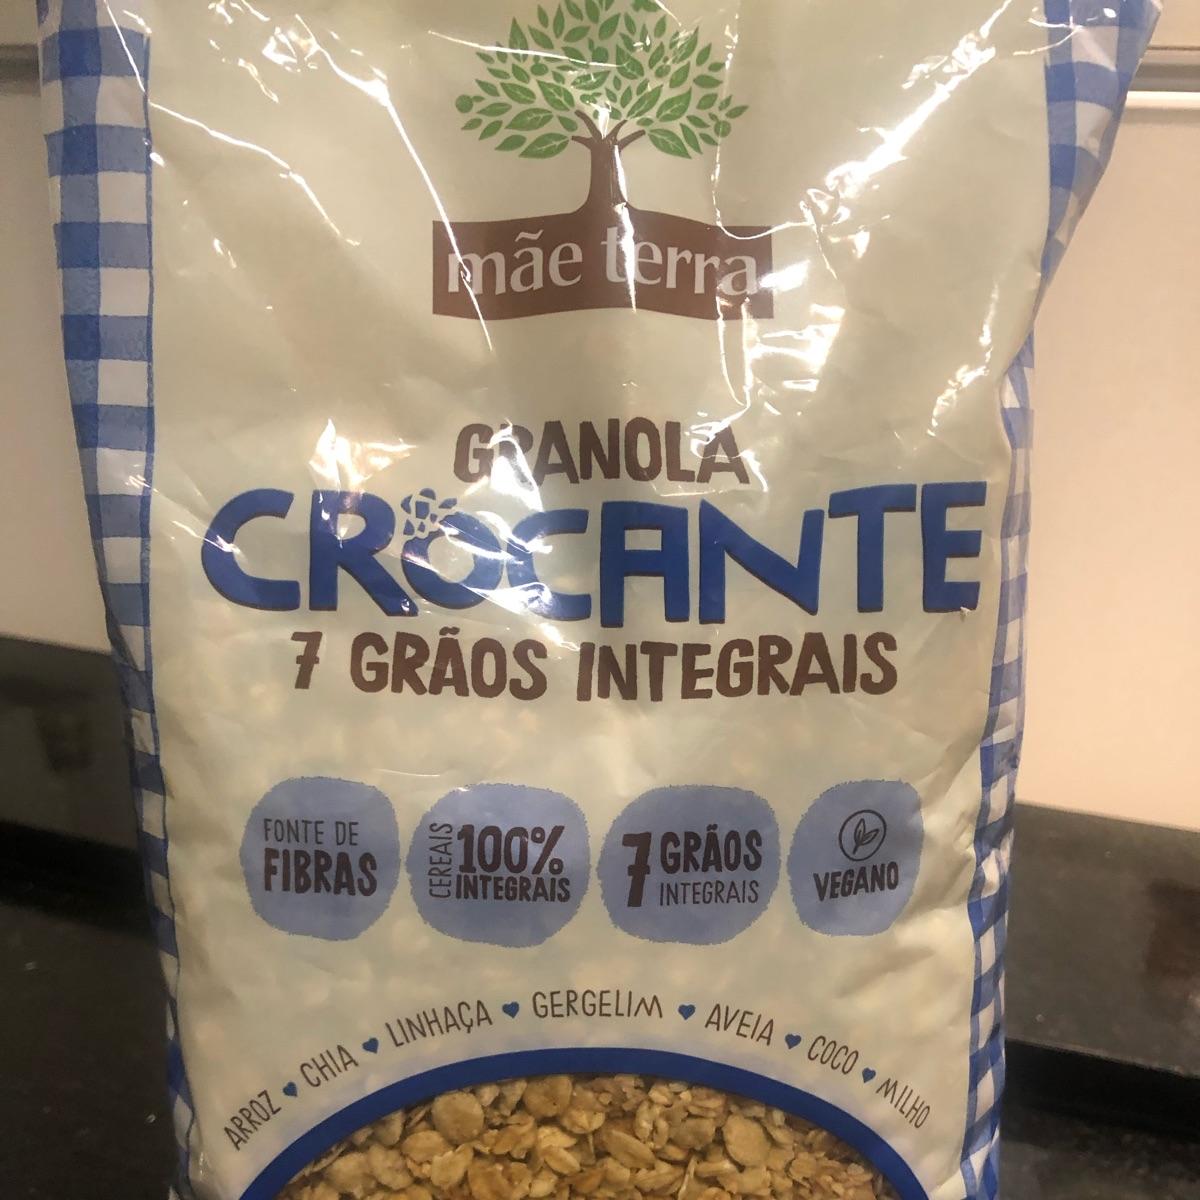 mãe terra
GRANOLA
CROCANTE
7 GRÃOS INTEGRAIS
FONTE DE
FIBRAS
CEREAIS
100%
INTEGRAIS
7 GRÃOS
INTEGRAIS
VEGANO
ARROZ ♥ CHIA ♥ LINHAÇA ♥ GERGELIM ♥ AVEIA ♥ COCO ♥ MILHO